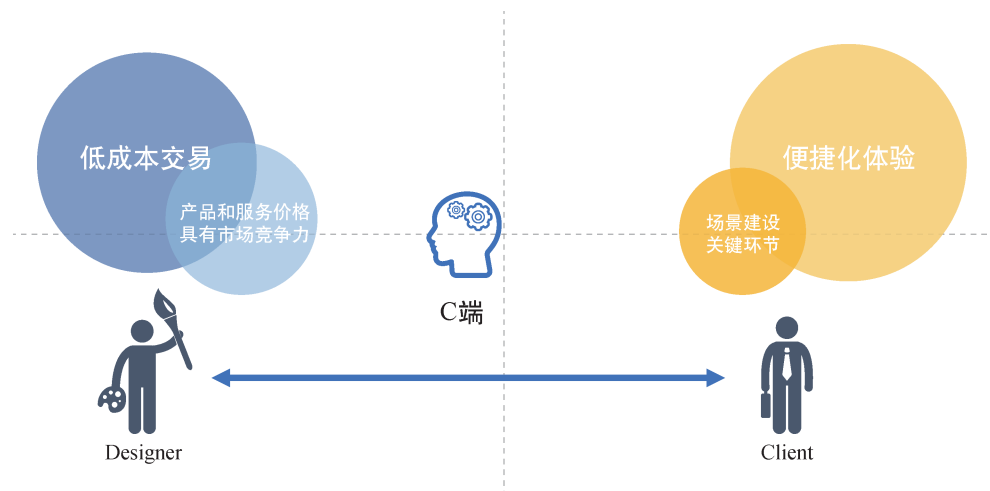 低成本交易
产品和服务价格
具有市场竞争力
便捷化体验
场景建设
关键环节
C端
Designer
Client